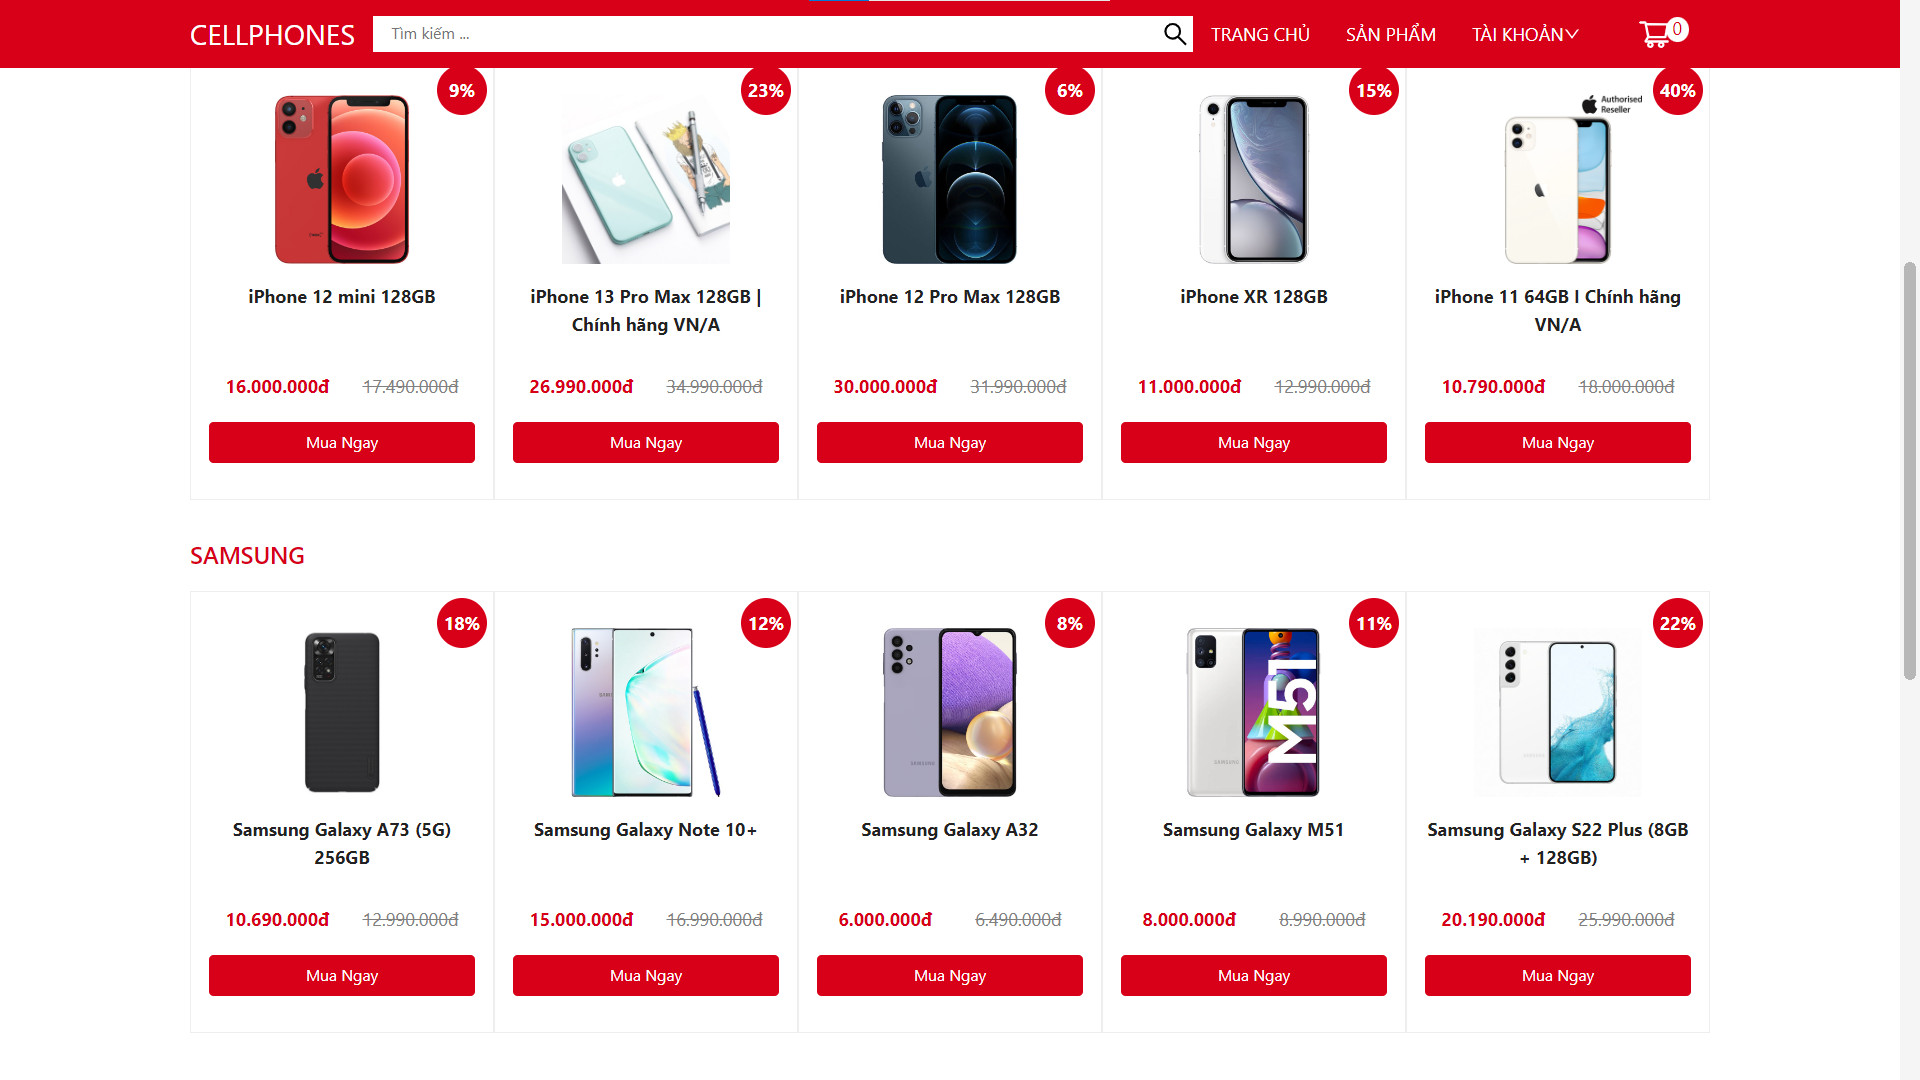 CELLPHONES
Tìm kiếm ...
TRANG CHỦ
SẢN PHẨM
TÀI KHOẢN
0
9%
23%
6%
15%
40%
Authorised
Reseller
iPhone 12 mini 128GB
iPhone 13 Pro Max 128GB |
Chính hãng VN/A
iPhone 12 Pro Max 128GB
iPhone XR 128GB
iPhone 11 64GB I Chính hãng
VN/A
16.000.000đ 17.490.000đ
26.990.000đ 34.990.000đ
30.000.000đ 31.990.000đ
11.000.000đ 12.990.000đ
10.790.000đ 18.000.000đ
Mua Ngay
Mua Ngay
Mua Ngay
Mua Ngay
Mua Ngay
SAMSUNG
18%
12%
8%
11%
22%
SAMSUNG
SAMSUNG
M51
Samsung Galaxy A73 (5G)
256GB
Samsung Galaxy Note 10+
Samsung Galaxy A32
Samsung Galaxy M51
Samsung Galaxy S22 Plus (8GB
+ 128GB)
10.690.000đ 12.990.000đ
15.000.000đ 16.990.000đ
6.000.000đ 6.490.000đ
8.000.000đ 8.990.000đ
20.190.000đ 25.990.000đ
Mua Ngay
Mua Ngay
Mua Ngay
Mua Ngay
Mua Ngay